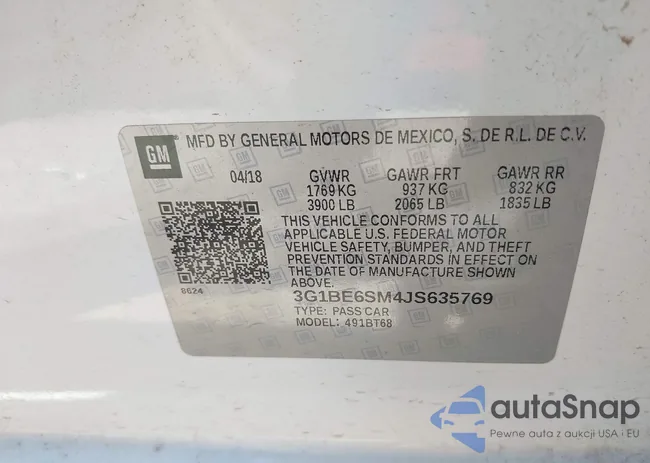 GM MFD BY GENERAL MOTORS DE MEXICO, S. DE R.L. DE C.V.
04/18 GVWR GAWR FRT GAWR RR
1769 KG 937 KG 832 KG
3900 LB 2065 LB 1835 LB
THIS VEHICLE CONFORMS TO ALL
APPLICABLE U.S. FEDERAL MOTOR
VEHICLE SAFETY, BUMPER, AND THEFT
PREVENTION STANDARDS IN EFFECT ON
THE DATE OF MANUFACTURE SHOWN
ABOVE.
8624
3G1BE6SM4JS635769
TYPE: PASS CAR
MODEL: 491BT68
autaSnap
Pewne auta z aukcji USA i EU